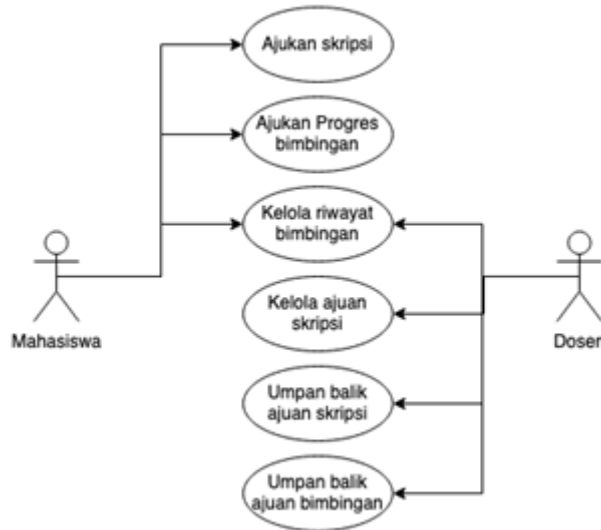 Ajukan skripsi
Ajukan Progres
bimbingan
Kelola riwayat
bimbingan
Kelola ajuan
skripsi
Mahasiswa
Dosen
Umpan balik
ajuan skripsi
Umpan balik
ajuan bimbingan